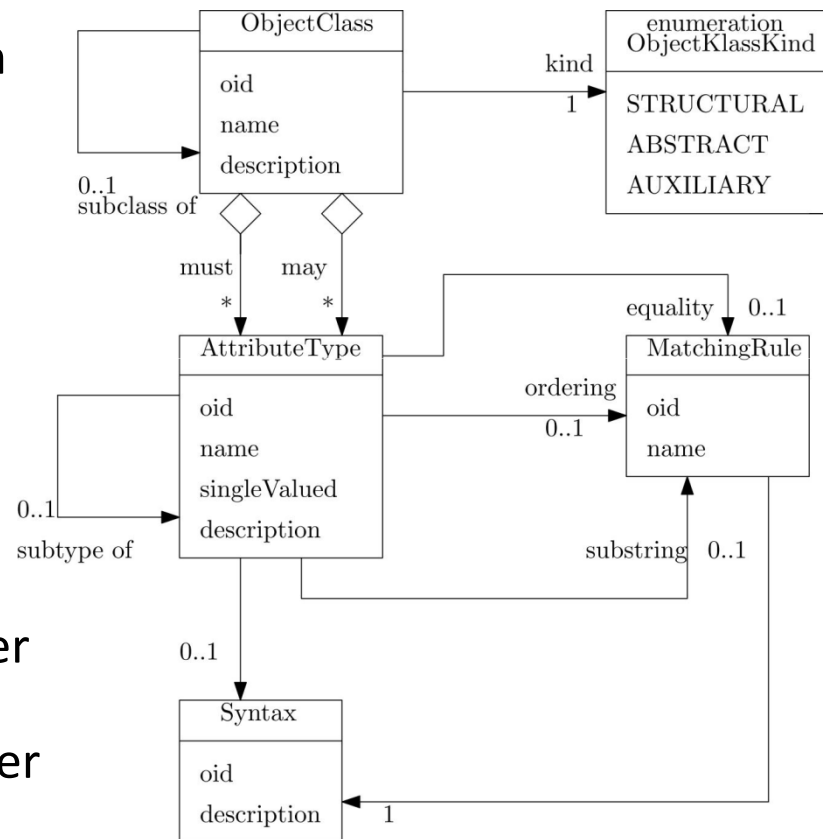 n
ObjectClass
oid
name
description
enumeration
ObjectKlassKind
STRUCTURAL
ABSTRACT
AUXILIARY
kind
1
0..1
subclass of
must
*
may
*
equality 0..1
AttributeType
oid
name
singleValued
description
MatchingRule
oid
name
ordering
0..1
0..1
subtype of
substring 0..1
er
0..1
Syntax
oid
description
er
1